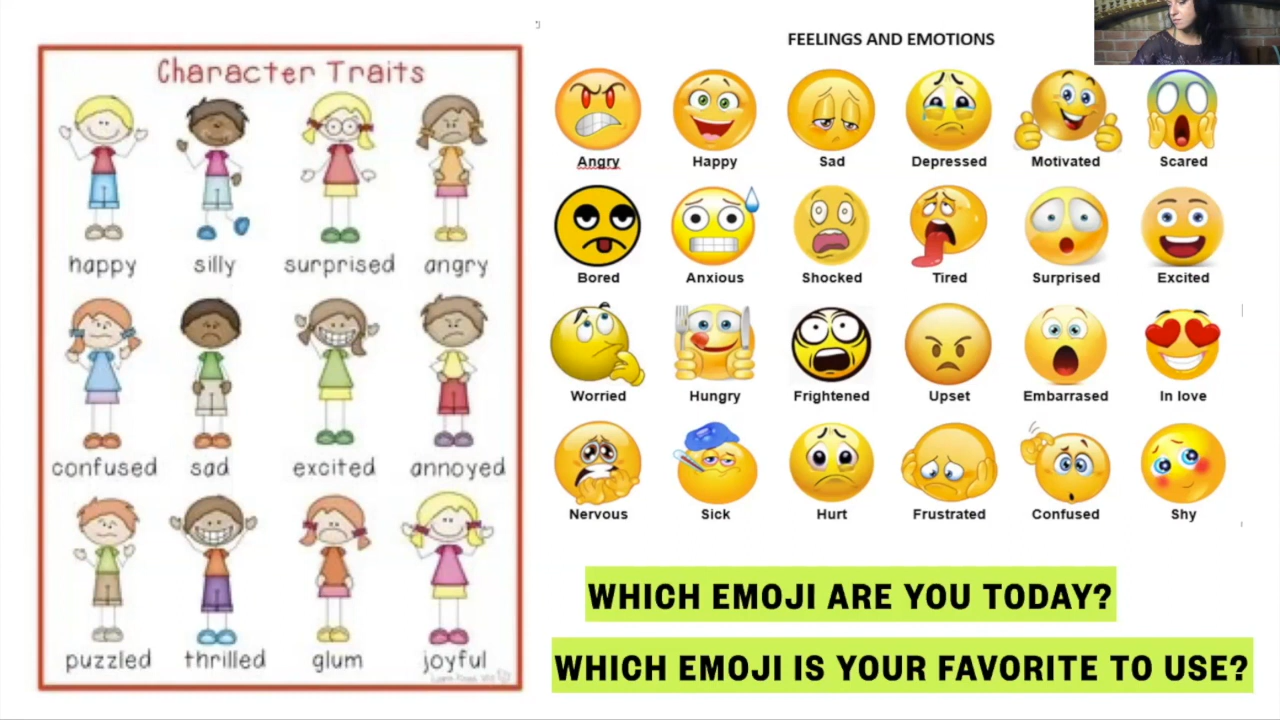 Character Traits
happy silly surprised angry
confused sad excited annoyed
puzzled thrilled glum joyful
FEELINGS AND EMOTIONS
Angry Happy Sad Depressed Motivated Scared
Bored Anxious Shocked Tired Surprised Excited
Worried Hungry Frightened Upset Embarrased In love
Nervous Sick Hurt Frustrated Confused Shy
WHICH EMOJI ARE YOU TODAY?
WHICH EMOJI IS YOUR FAVORITE TO USE?